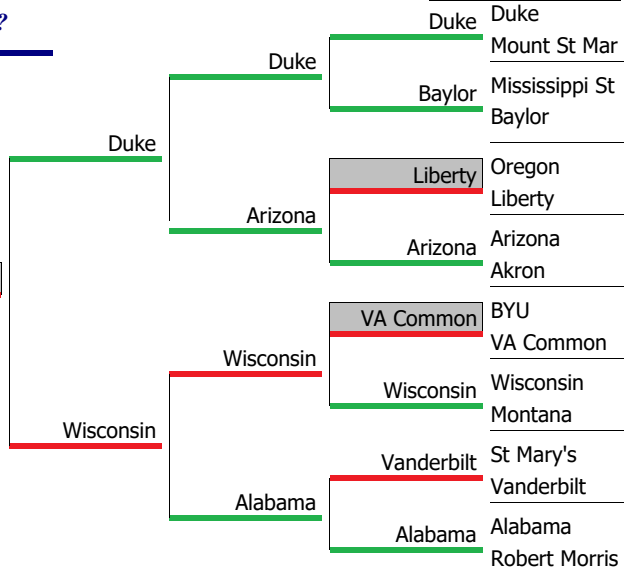 ?
Duke
Mount St Mar
Mississippi St
Baylor
Oregon
Liberty
Arizona
Akron
BYU
VA Common
Wisconsin
Montana
St Mary's
Vanderbilt
Alabama
Robert Morris
Duke
Baylor
Liberty
Arizona
VA Common
Wisconsin
Vanderbilt
Alabama
Duke
Arizona
Wisconsin
Alabama
Duke
Wisconsin